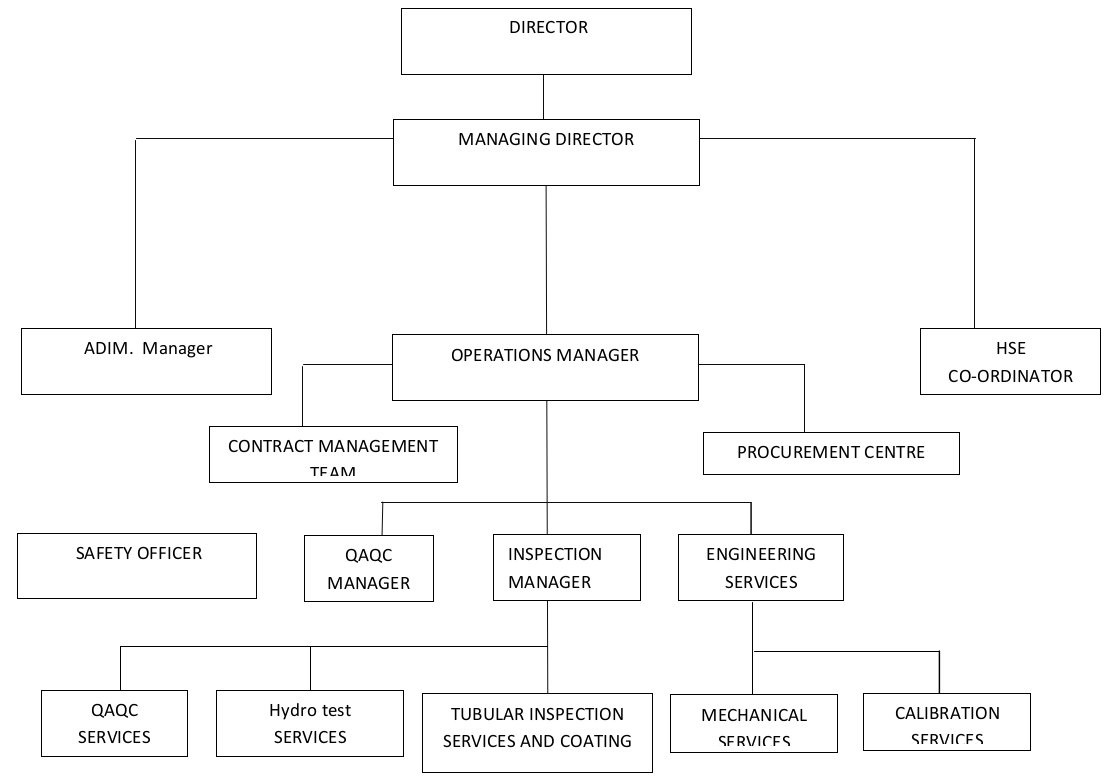 DIRECTOR
MANAGING DIRECTOR
ADIM.  Manager
OPERATIONS MANAGER
HSE
CO-ORDINATOR
CONTRACT MANAGEMENT
TEAM
PROCUREMENT CENTRE
SAFETY OFFICER
QAQC
MANAGER
INSPECTION
MANAGER
ENGINEERING
SERVICES
QAQC
SERVICES
Hydro test
SERVICES
TUBULAR INSPECTION
SERVICES AND COATING
MECHANICAL
SERVICES
CALIBRATION
SERVICES